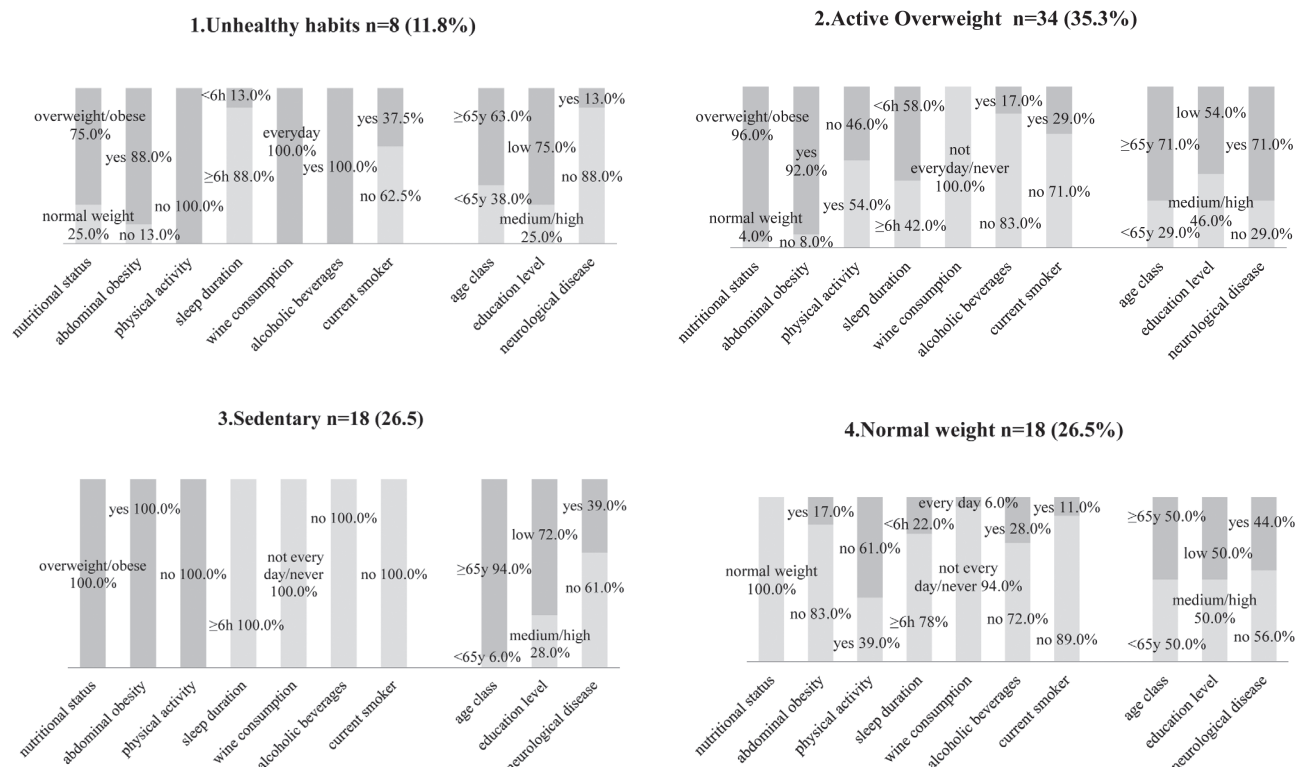 1.Unhealthy habits n=8 (11.8%)
overweight/obese
75.0%
normal weight
25.0%
yes 88.0%
no 13.0%
no 100.0%
<6h 13.0%
≥6h 88.0%
everyday
100.0%
yes 100.0%
yes 37.5%
no 62.5%
≥65y 63.0%
<65y 38.0%
low 75.0%
medium/high
25.0%
yes 13.0%
no 88.0%
nutritional status
abdominal obesity
physical activity
sleep duration
wine consumption
alcoholic beverages
current smoker
age class
education level
neurological disease
2.Active Overweight n=34 (35.3%)
overweight/obese
96.0%
normal weight
4.0%
yes
92.0%
no 8.0%
no 46.0%
yes 54.0%
<6h 58.0%
≥6h 42.0%
not
everyday/never
100.0%
yes 17.0%
no 83.0%
yes 29.0%
no 71.0%
≥65y 71.0%
<65y 29.0%
low 54.0%
medium/high
46.0%
yes 71.0%
no 29.0%
nutritional status
abdominal obesity
physical activity
sleep duration
wine consumption
alcoholic beverages
current smoker
age class
education level
neurological disease
3.Sedentary n=18 (26.5)
overweight/obese
100.0%
yes 100.0%
no 100.0%
≥6h 100.0%
not every
day/never
100.0%
no 100.0%
no 100.0%
≥65y 94.0%
<65y 6.0%
low 72.0%
medium/high
28.0%
yes 39.0%
no 61.0%
nutritional status
abdominal obesity
physical activity
sleep duration
wine consumption
alcoholic beverages
current smoker
age class
education level
neurological disease
4.Normal weight n=18 (26.5%)
normal weight
100.0%
yes 17.0%
no 83.0%
no 61.0%
yes 39.0%
<6h 22.0%
≥6h 78%
every day 6.0%
not every
day/never 94.0%
yes 28.0%
no 72.0%
yes 11.0%
no 89.0%
≥65y 50.0%
<65y 50.0%
low 50.0%
medium/high
50.0%
yes 44.0%
no 56.0%
nutritional status
abdominal obesity
physical activity
sleep duration
wine consumption
alcoholic beverages
current smoker
age class
education level
neurological disease